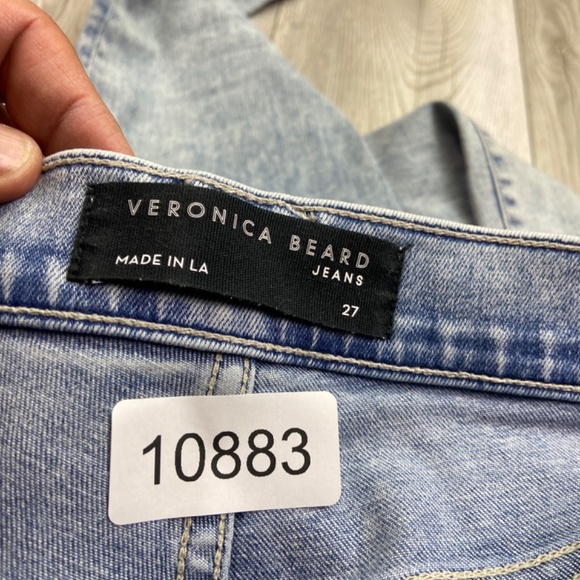 VERONICA BEARD
MADE IN LA JEANS
27
10883